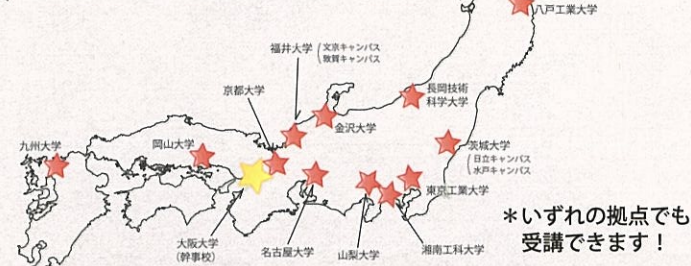 八戸工業大学
福井大学
文京キャンパス
敦賀キャンパス
京都大学
長岡技術
科学大学
金沢大学
九州大学
岡山大学
茨城大学
日立キャンパス
水戸キャンパス
東京工業大学
大阪大学
(幹事校)
名古屋大学
山梨大学
湘南工科大学
*いずれの拠点でも
受講できます!